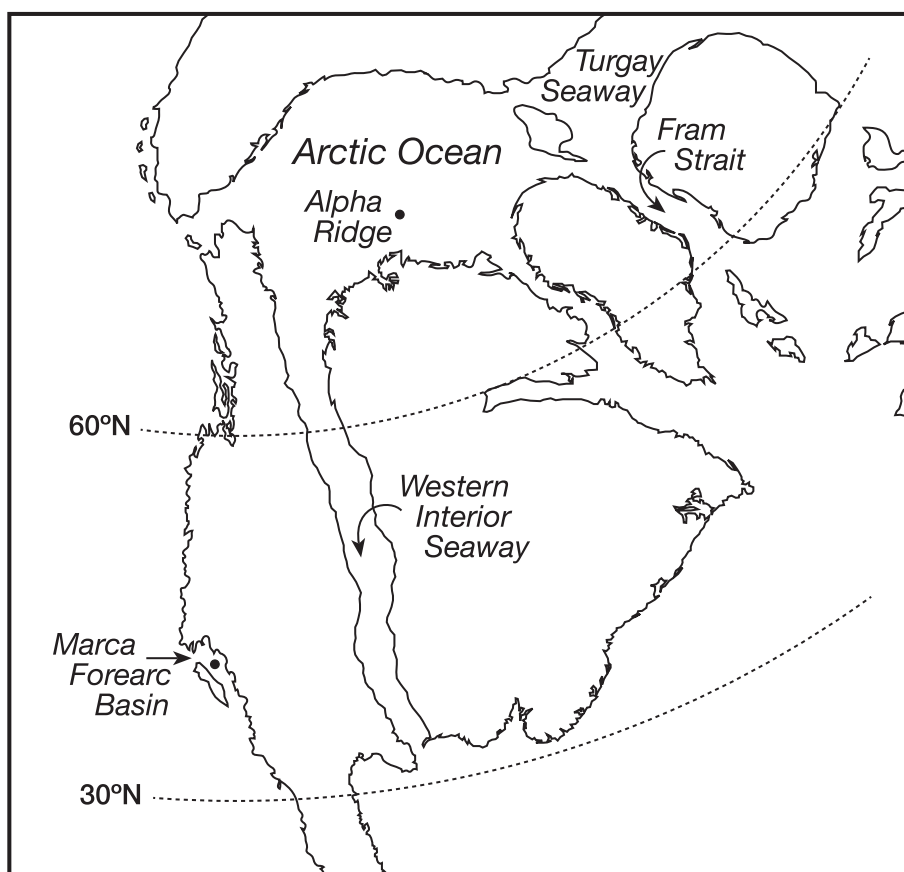 Turgay
Seaway
Fram
Strait
Arctic Ocean
Alpha
Ridge
60ºN
Western
Interior
Seaway
Marca
Forearc
Basin
30ºN